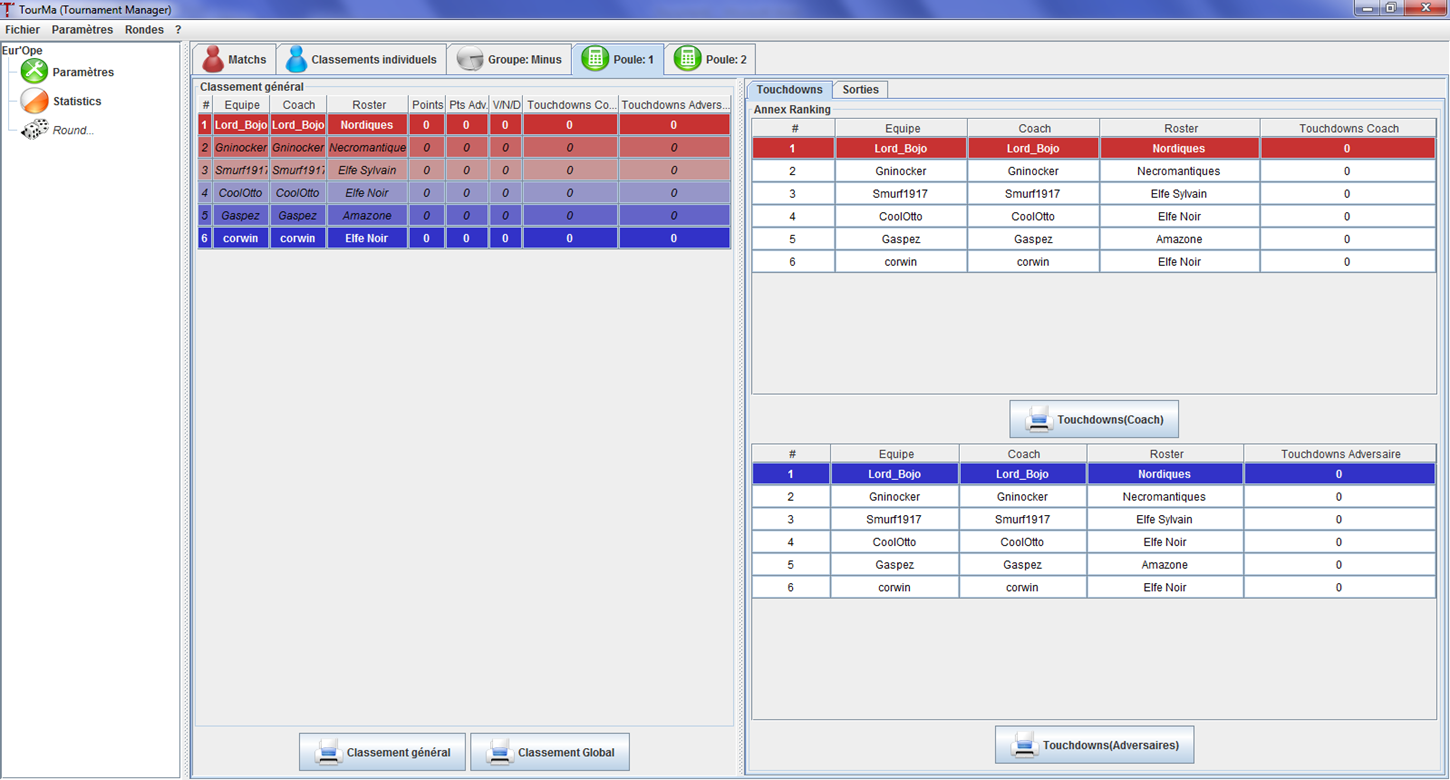 TourMa (Tournament Manager)
Fichier Paramètres Rondes ?
Eur'Ope
Paramètres
Statistics
Round...
Matchs Classements individuels Groupe: Minus Poule: 1 Poule: 2
Classement général
# Equipe Coach Roster Points Pts Adv. V/N/D Touchdowns Co... Touchdowns Advers...
1 Lord_Bojo Lord_Bojo Nordiques 0 0 0 0 0
2 Gninocker Gninocker Necromantique 0 0 0 0 0
3 Smurf1917 Smurf1917 Elfe Sylvain 0 0 0 0 0
4 CoolOtto CoolOtto Elfe Noir 0 0 0 0 0
5 Gaspez Gaspez Amazone 0 0 0 0 0
6 corwin corwin Elfe Noir 0 0 0 0 0
Classement général Classement Global
Touchdowns Sorties
Annex Ranking
# Equipe Coach Roster Touchdowns Coach
1 Lord_Bojo Lord_Bojo Nordiques 0
2 Gninocker Gninocker Necromantiques 0
3 Smurf1917 Smurf1917 Elfe Sylvain 0
4 CoolOtto CoolOtto Elfe Noir 0
5 Gaspez Gaspez Amazone 0
6 corwin corwin Elfe Noir 0
Touchdowns(Coach)
# Equipe Coach Roster Touchdowns Adversaire
1 Lord_Bojo Lord_Bojo Nordiques 0
2 Gninocker Gninocker Necromantiques 0
3 Smurf1917 Smurf1917 Elfe Sylvain 0
4 CoolOtto CoolOtto Elfe Noir 0
5 Gaspez Gaspez Amazone 0
6 corwin corwin Elfe Noir 0
Touchdowns(Adversaires)